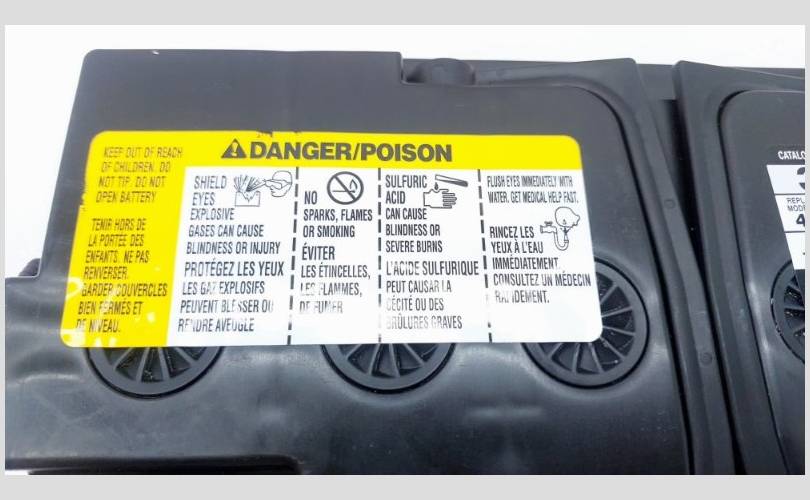 KEEP OUT OF REACH
OF CHILDREN. DO
NOT TIP. DO NOT
OPEN BATTERY
TENIR HORS DE
LA PORTÉE DES
ENFANTS. NE PAS
RENVERSER.
GARDER COUVERCLES
BIEN FERMÉS ET
DE NIVEAU.
DANGER/POISON
SHIELD
EYES
EXPLOSIVE
GASES CAN CAUSE
BLINDNESS OR INJURY
PROTÉGEZ LES YEUX
LES GAZ EXPLOSIFS
PEUVENT BLESSER OU
RENDRE AVEUGLE
NO
SPARKS, FLAMES
OR SMOKING
ÉVITER
LES ÉTINCELLES,
LES FLAMMES,
DE FUMER
SULFURIC
ACID
CAN CAUSE
BLINDNESS OR
SEVERE BURNS
L'ACIDE SULFURIQUE
PEUT CAUSAR LA
CÉCITÉ OU DES
BRÛLURES GRAVES
FLUSH EYES IMMEDIATELY WITH
WATER. GET MEDICAL HELP FAST.
RINCEZ LES
YEUX À L'EAU
IMMÉDIATEMENT.
CONSULTEZ UN MÉDECIN
RAPIDEMENT.